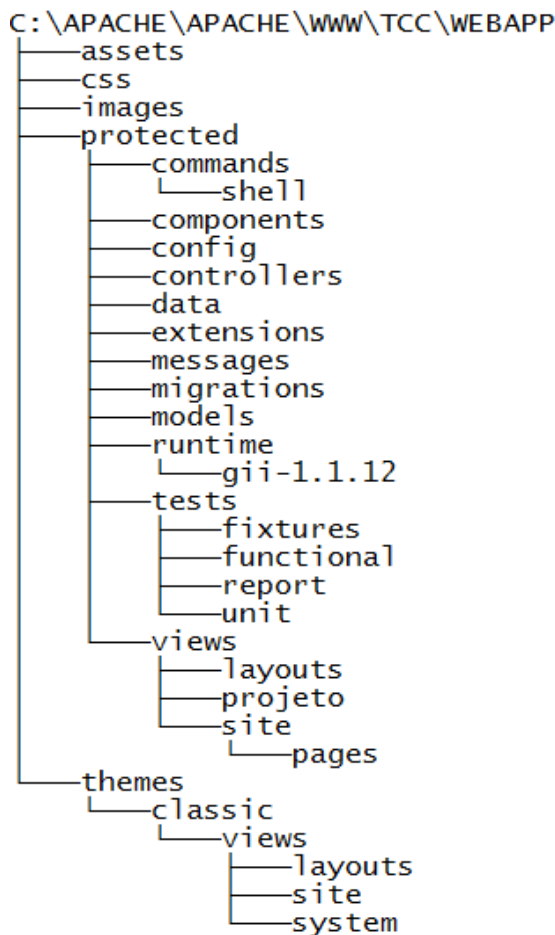 C:\APACHE\APACHE\WWW\TCC\WEBAPP
├───assets
├───css
├───images
├───protected
│   ├───commands
│   │   └───shell
│   ├───components
│   ├───config
│   ├───controllers
│   ├───data
│   ├───extensions
│   ├───messages
│   ├───migrations
│   ├───models
│   ├───runtime
│   │   └───gii-1.1.12
│   ├───tests
│   │   ├───fixtures
│   │   ├───functional
│   │   ├───report
│   │   └───unit
│   └───views
│       ├───layouts
│       ├───projeto
│       └───site
│           └───pages
└───themes
    └───classic
        └───views
            ├───layouts
            ├───site
            └───system